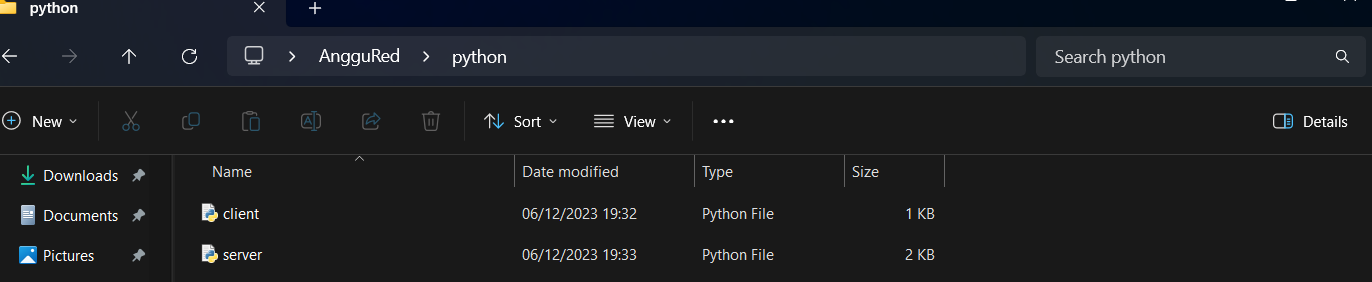 python
AngguRed python Search python
New Sort View Details
Name Date modified Type Size
Downloads
client 06/12/2023 19:32 Python File 1 KB
Documents
server 06/12/2023 19:33 Python File 2 KB
Pictures